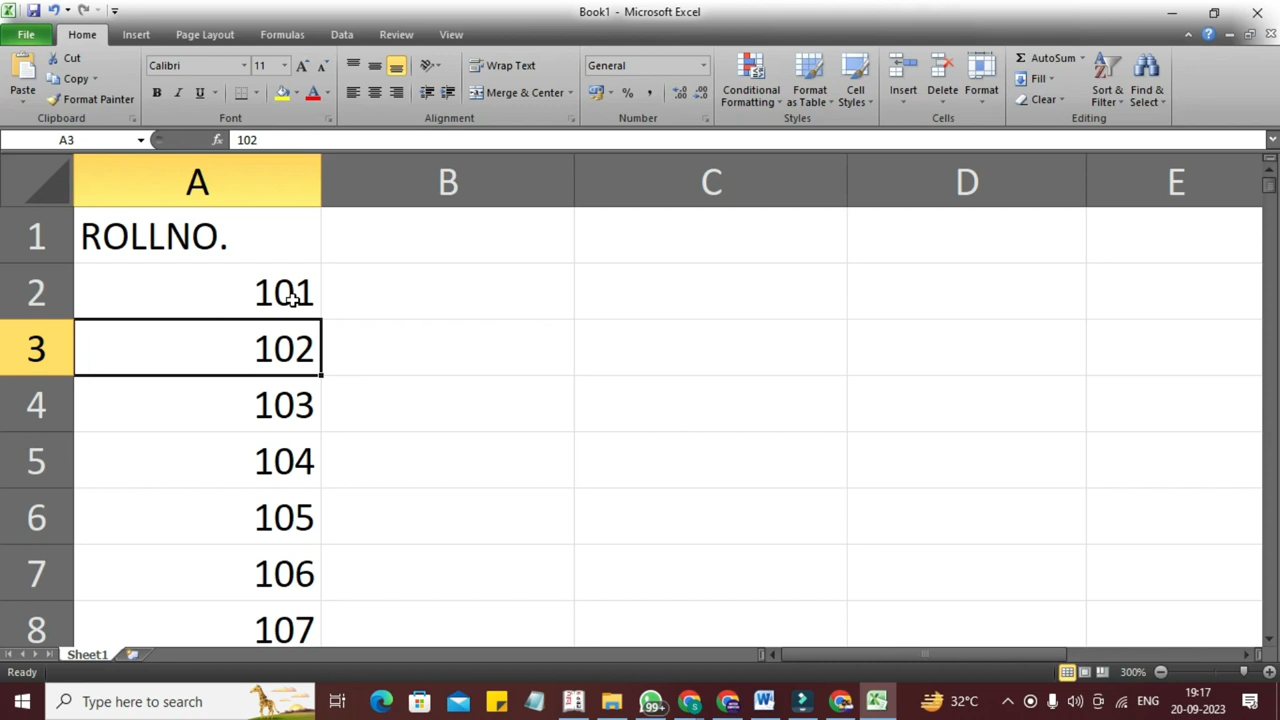 Book1 - Microsoft Excel
File Home Insert Page Layout Formulas Data Review View
Paste
Cut
Copy
Format Painter
Clipboard
Calibri 11
B I U
Font
Wrap Text
Merge & Center
Alignment
General
% ,
Number
Conditional Formatting
Format as Table
Cell Styles
Styles
Insert Delete Format
Cells
AutoSum
Fill
Clear
Sort & Filter
Find & Select
Editing
A3 fx 102
A B C D E
1 ROLLNO.
2 101
3 102
4 103
5 104
6 105
7 106
8 107
Sheet1
Ready 300%
Type here to search
99+
32°C
ENG
19:17
20-09-2023